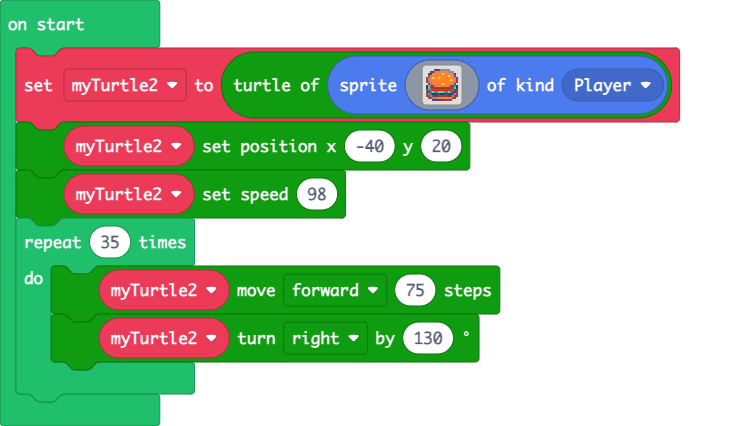 on start
set myTurtle2 to turtle of sprite of kind Player
myTurtle2 set position x -40 y 20
myTurtle2 set speed 98
repeat 35 times
do
myTurtle2 move forward 75 steps
myTurtle2 turn right by 130 °